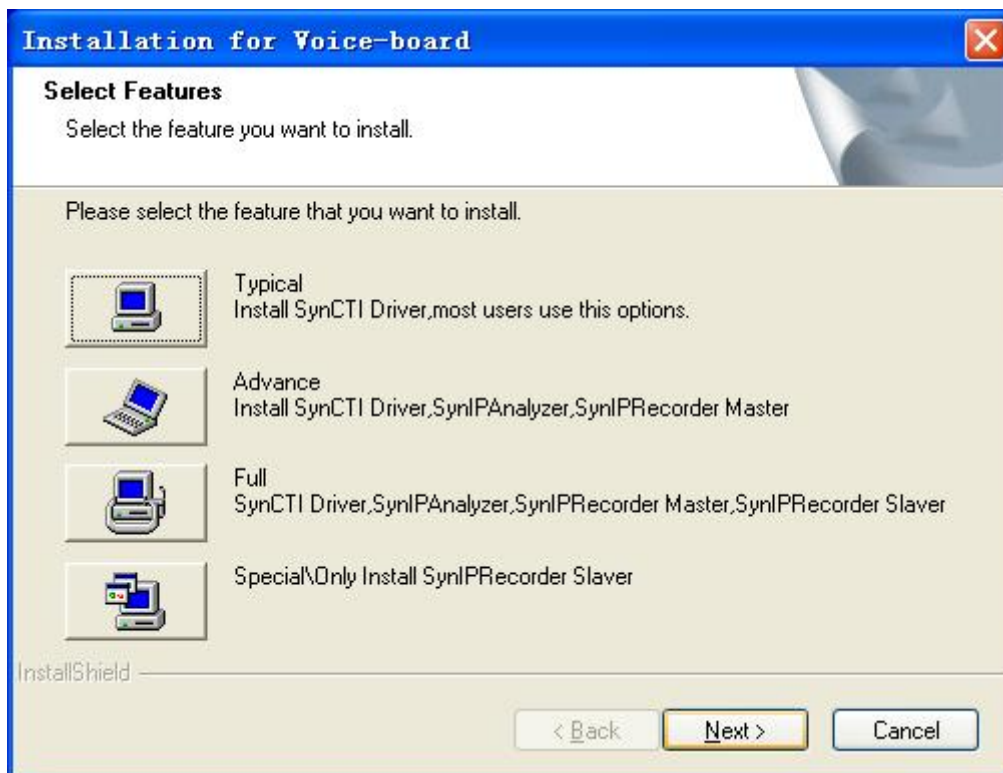 Installation for Voice-board
Select Features
Select the feature you want to install.
Please select the feature that you want to install.
Typical
Install SynCTI Driver,most users use this options.
Advance
Install SynCTI Driver,SynIPAnalyzer,SynIPRecorder Master
Full
SynCTI Driver,SynIPAnalyzer,SynIPRecorder Master,SynIPRecorder Slaver
Special\Only Install SynIPRecorder Slaver
InstallShield
< Back
Next >
Cancel